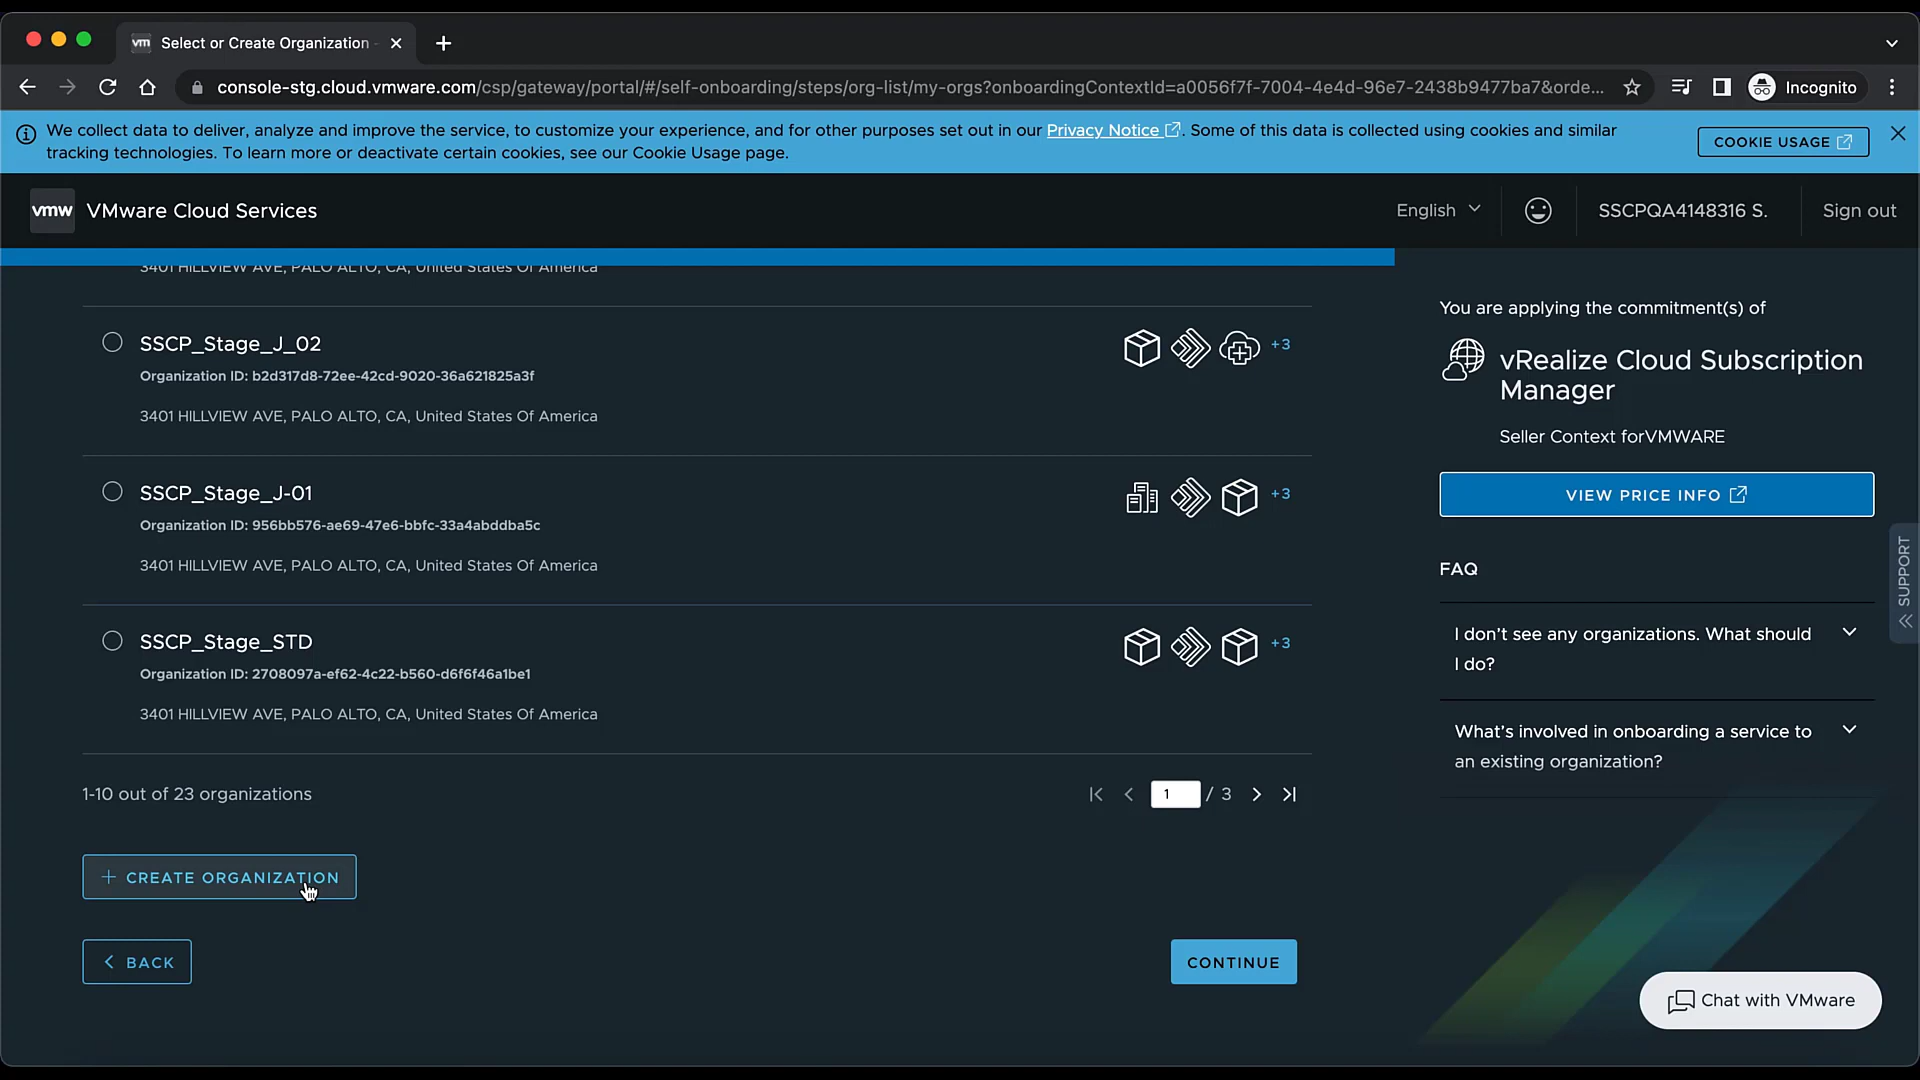 vm Select or Create Organization
console-stg.cloud.vmware.com/csp/gateway/portal/#/self-onboarding/steps/org-list/my-orgs?onboardingContextId=a0056f7f-7004-4e4d-96e7-2438b9477ba7&orde... Incognito
We collect data to deliver, analyze and improve the service, to customize your experience, and for other purposes set out in our Privacy Notice. Some of this data is collected using cookies and similar
tracking technologies. To learn more or deactivate certain cookies, see our Cookie Usage page.
COOKIE USAGE
vmw VMware Cloud Services
English
SSCPQA4148316 S.
Sign out
3401 HILLVIEW AVE, PALO ALTO, CA, United States Of America
SSCP_Stage_J_02
+3
Organization ID: b2d317d8-72ee-42cd-9020-36a621825a3f
3401 HILLVIEW AVE, PALO ALTO, CA, United States Of America
SSCP_Stage_J-01
+3
Organization ID: 956bb576-ae69-47e6-bbfc-33a4abddba5c
3401 HILLVIEW AVE, PALO ALTO, CA, United States Of America
SSCP_Stage_STD
+3
Organization ID: 2708097a-ef62-4c22-b560-d6f6f46a1be1
3401 HILLVIEW AVE, PALO ALTO, CA, United States Of America
1-10 out of 23 organizations
1 / 3
+ CREATE ORGANIZATION
BACK
CONTINUE
You are applying the commitment(s) of
vRealize Cloud Subscription
Manager
Seller Context forVMWARE
VIEW PRICE INFO
FAQ
I don't see any organizations. What should
I do?
What's involved in onboarding a service to
an existing organization?
SUPPORT
Chat with VMware